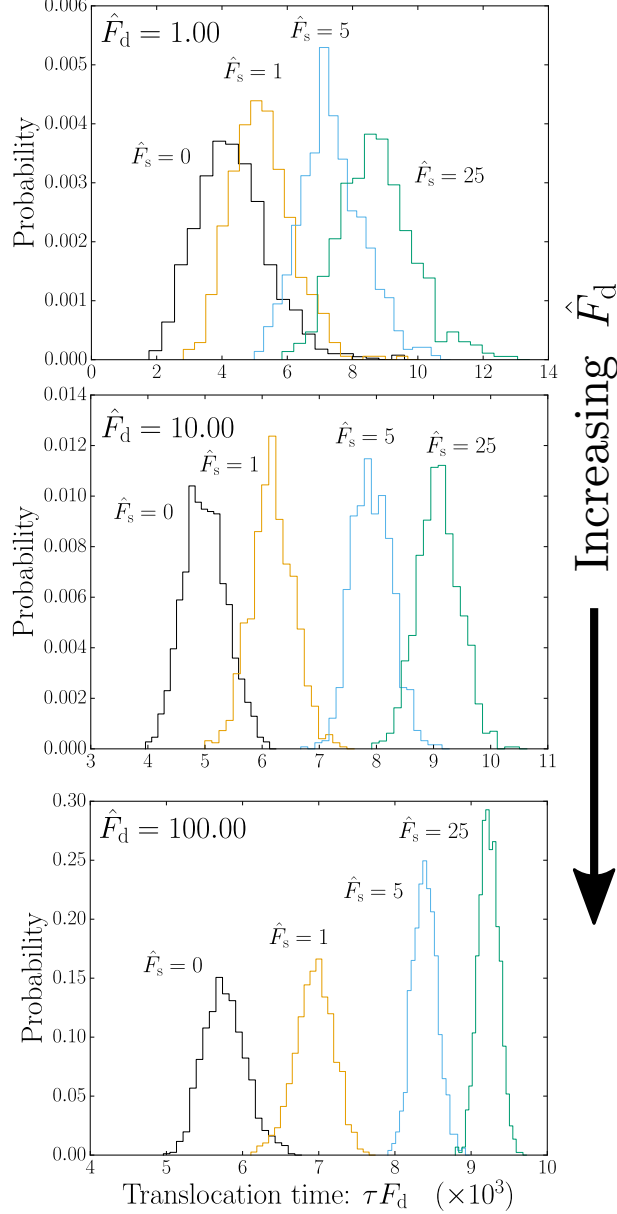 F̂d = 1.00
F̂s = 0
F̂s = 1
F̂s = 5
F̂s = 25
Probability
0.006
0.005
0.004
0.003
0.002
0.001
0.000
0 2 4 6 8 10 12 14
F̂d = 10.00
F̂s = 0
F̂s = 1
F̂s = 5
F̂s = 25
Probability
0.014
0.012
0.010
0.008
0.006
0.004
0.002
0.000
3 4 5 6 7 8 9 10 11
F̂d = 100.00
F̂s = 0
F̂s = 1
F̂s = 5
F̂s = 25
Probability
0.30
0.25
0.20
0.15
0.10
0.05
0.00
4 5 6 7 8 9 10
Translocation time: τFd (×10³)
Increasing F̂d